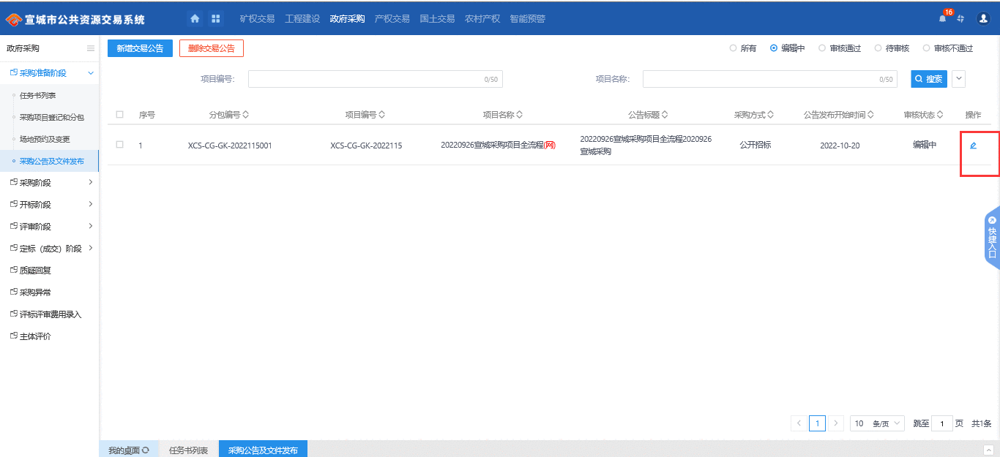 宣城市公共资源交易系统
矿权交易 工程建设 政府采购 产权交易 国土交易 农村产权 智能预警
16
政府采购
新增交易公告 删除交易公告
所有 编辑中 审核通过 待审核 审核不通过
采购准备阶段
项目编号: 0/50 项目名称: 0/50 搜索
任务书列表
采购项目登记和分包
场地预约及变更
采购公告及文件发布
采购阶段
开标阶段
评审阶段
定标（成交）阶段
质疑回复
采购异常
评标评审费用录入
主体评价
序号 分包编号 项目编号 项目名称 公告标题 采购方式 公告发布开始时间 审核状态 操作
1 XCS-CG-GK-2022115001 XCS-CG-GK-2022115 20220926宣城采购项目全流程(网) 20220926宣城采购项目全流程2020926 公开招标 2022-10-20 编辑中
宣城采购
快捷入口
1 10 条/页 跳至 1 页 共1条
我的桌面 任务书列表 采购公告及文件发布